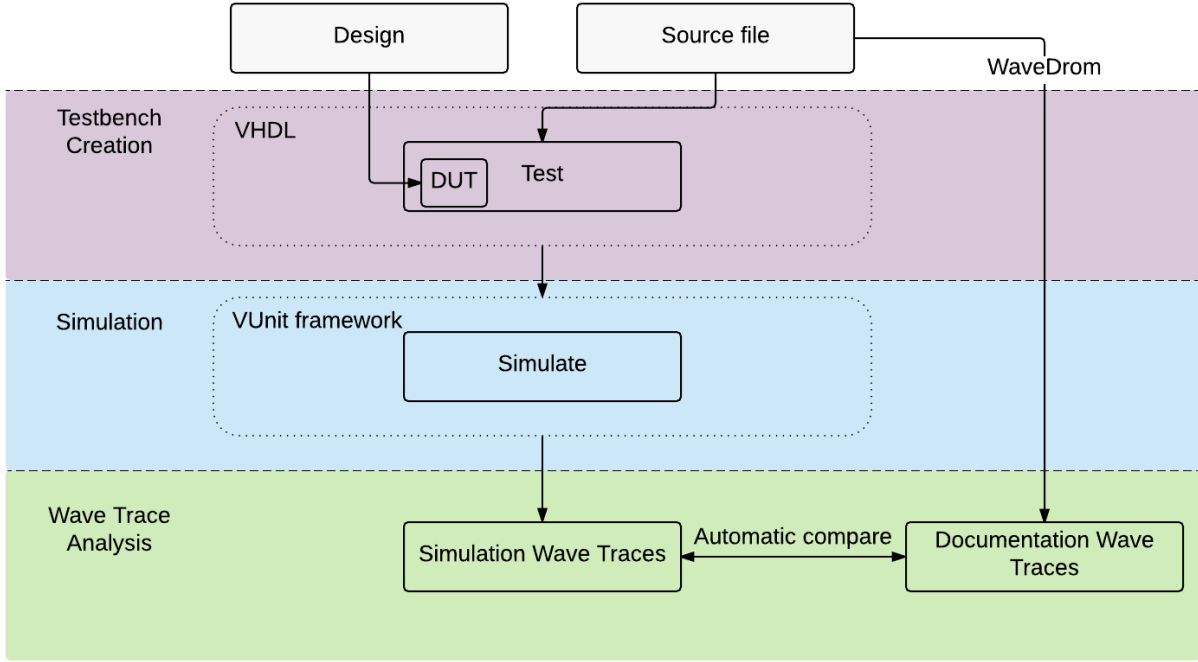 Design
Source file
WaveDrom
Testbench
Creation
VHDL
DUT
Test
Simulation
VUnit framework
Simulate
Wave Trace
Analysis
Simulation Wave Traces
Automatic compare
Documentation Wave
Traces